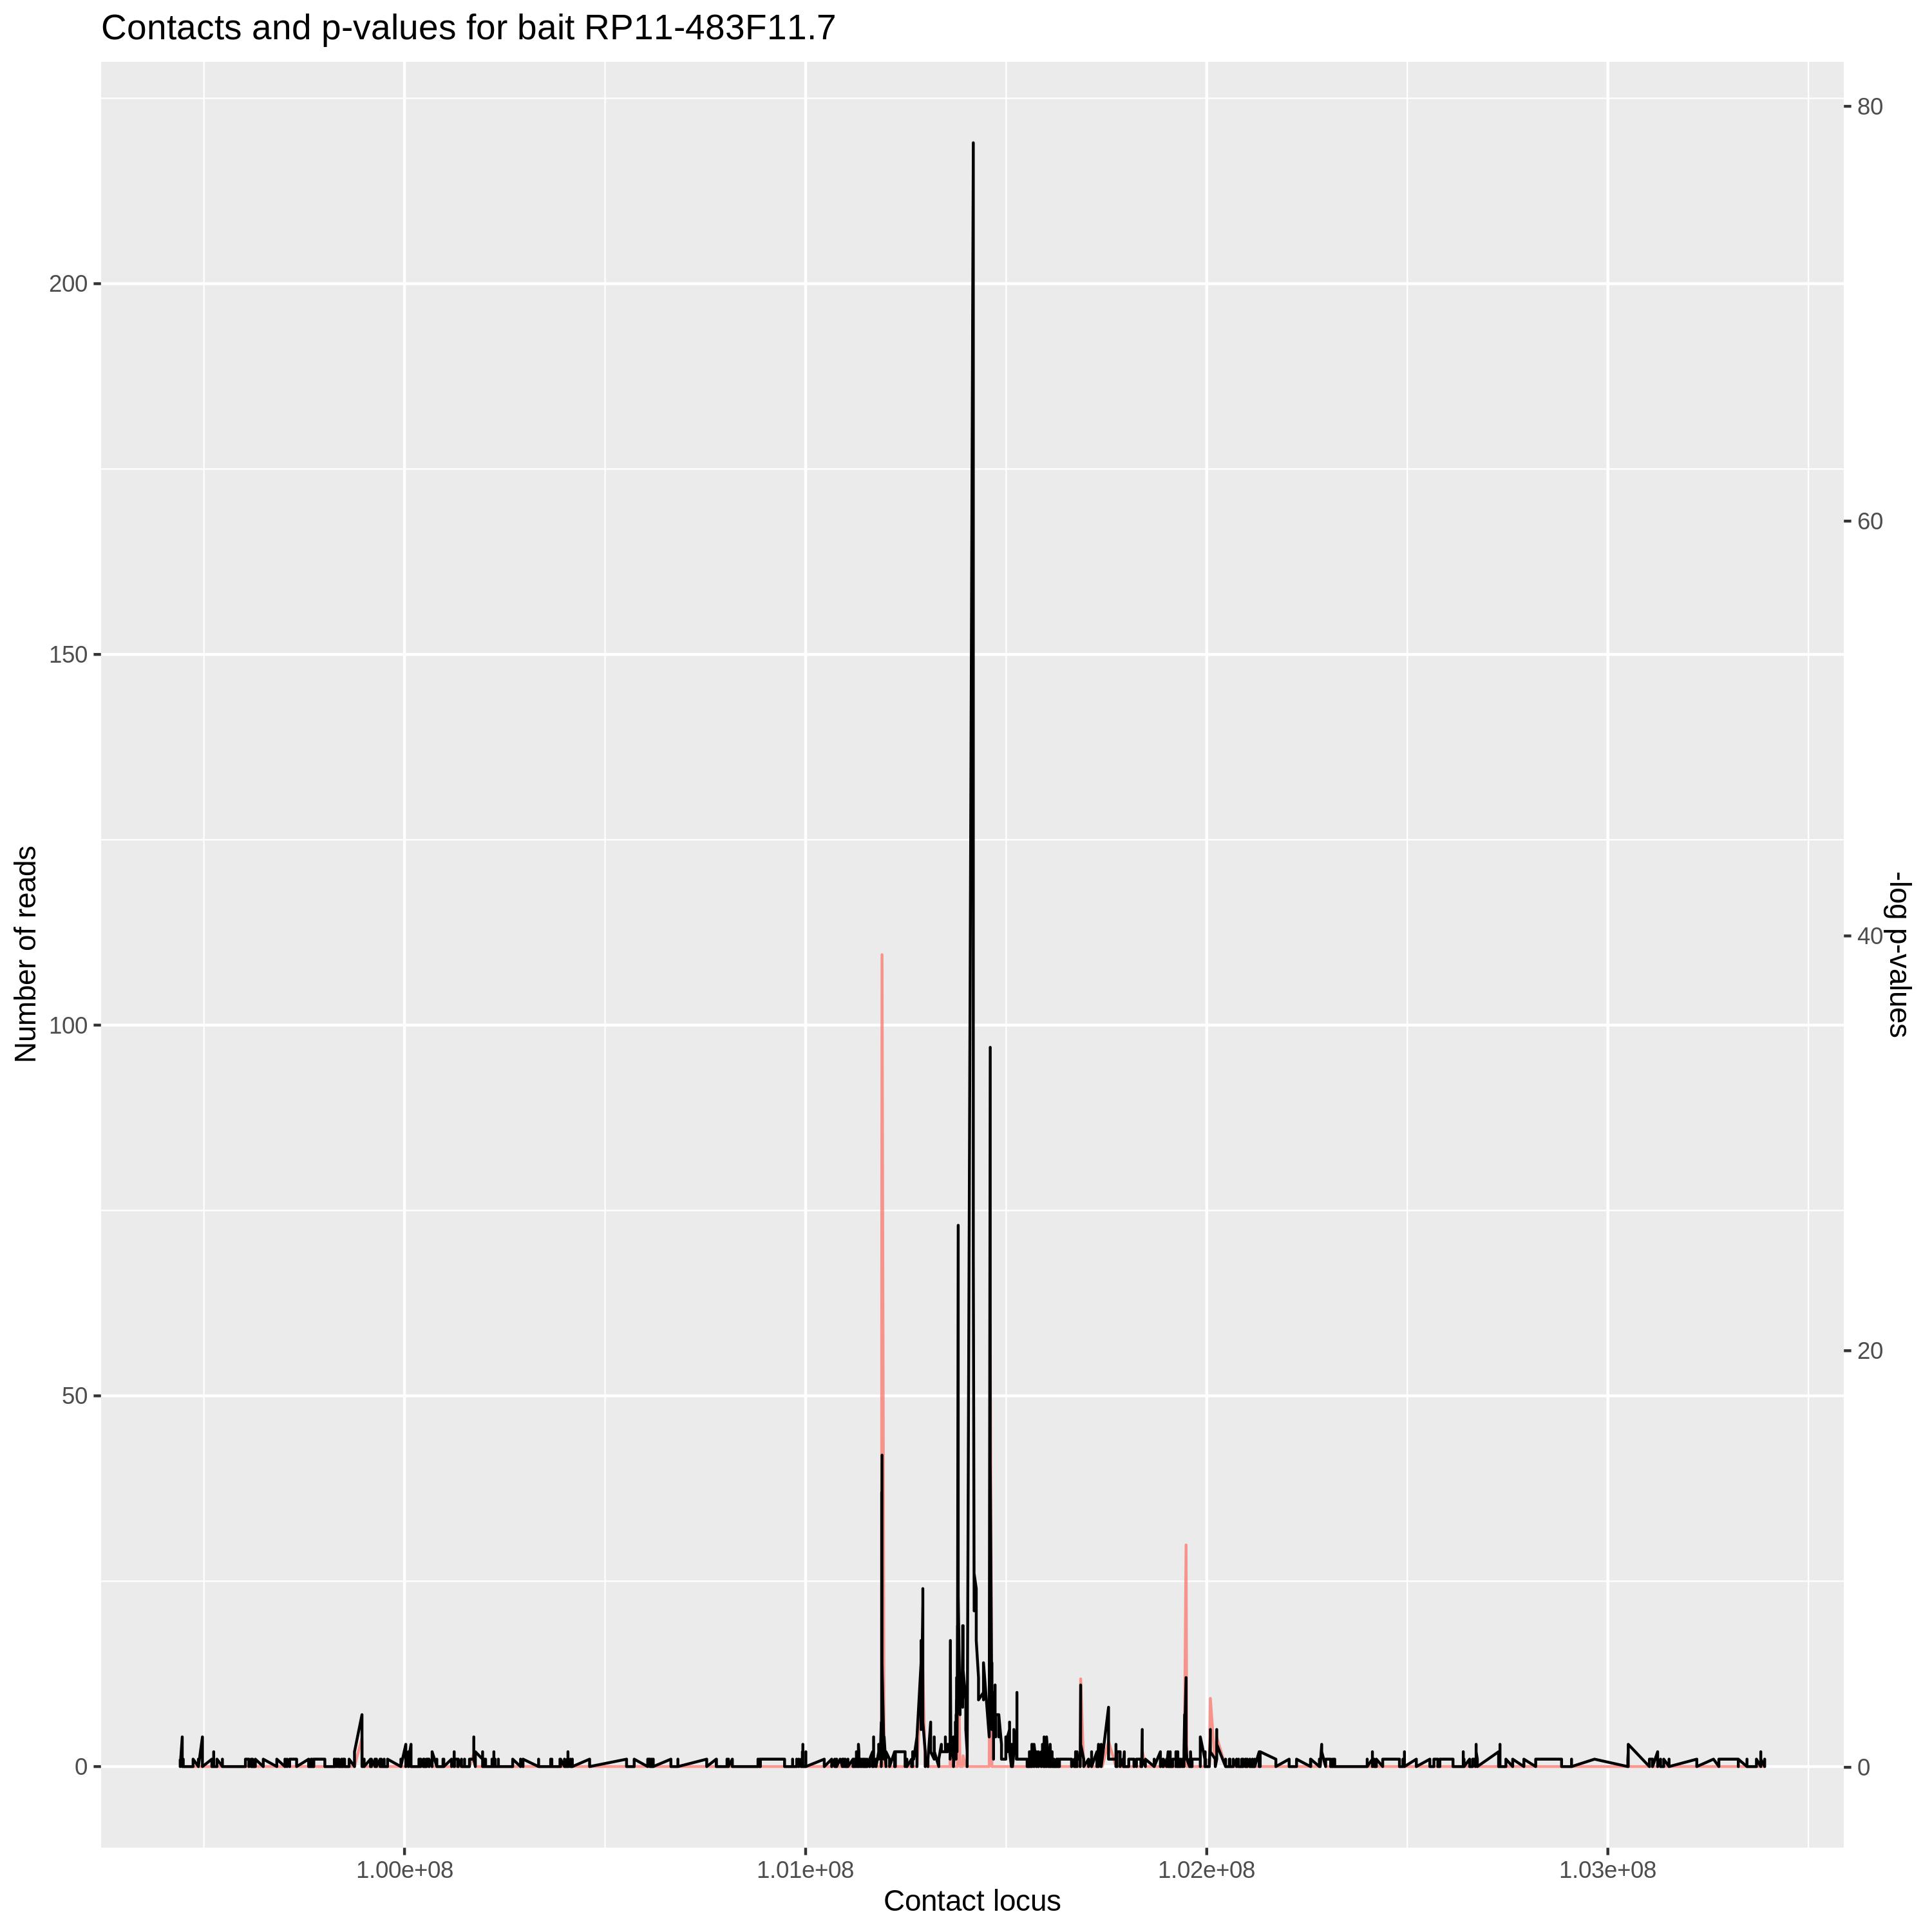 Contacts and p-values for bait RP11-483F11.7
200
150
100
50
0
Number of reads
80
60
40
20
0
-log p-values
1.00e+08
1.01e+08
1.02e+08
1.03e+08
Contact locus